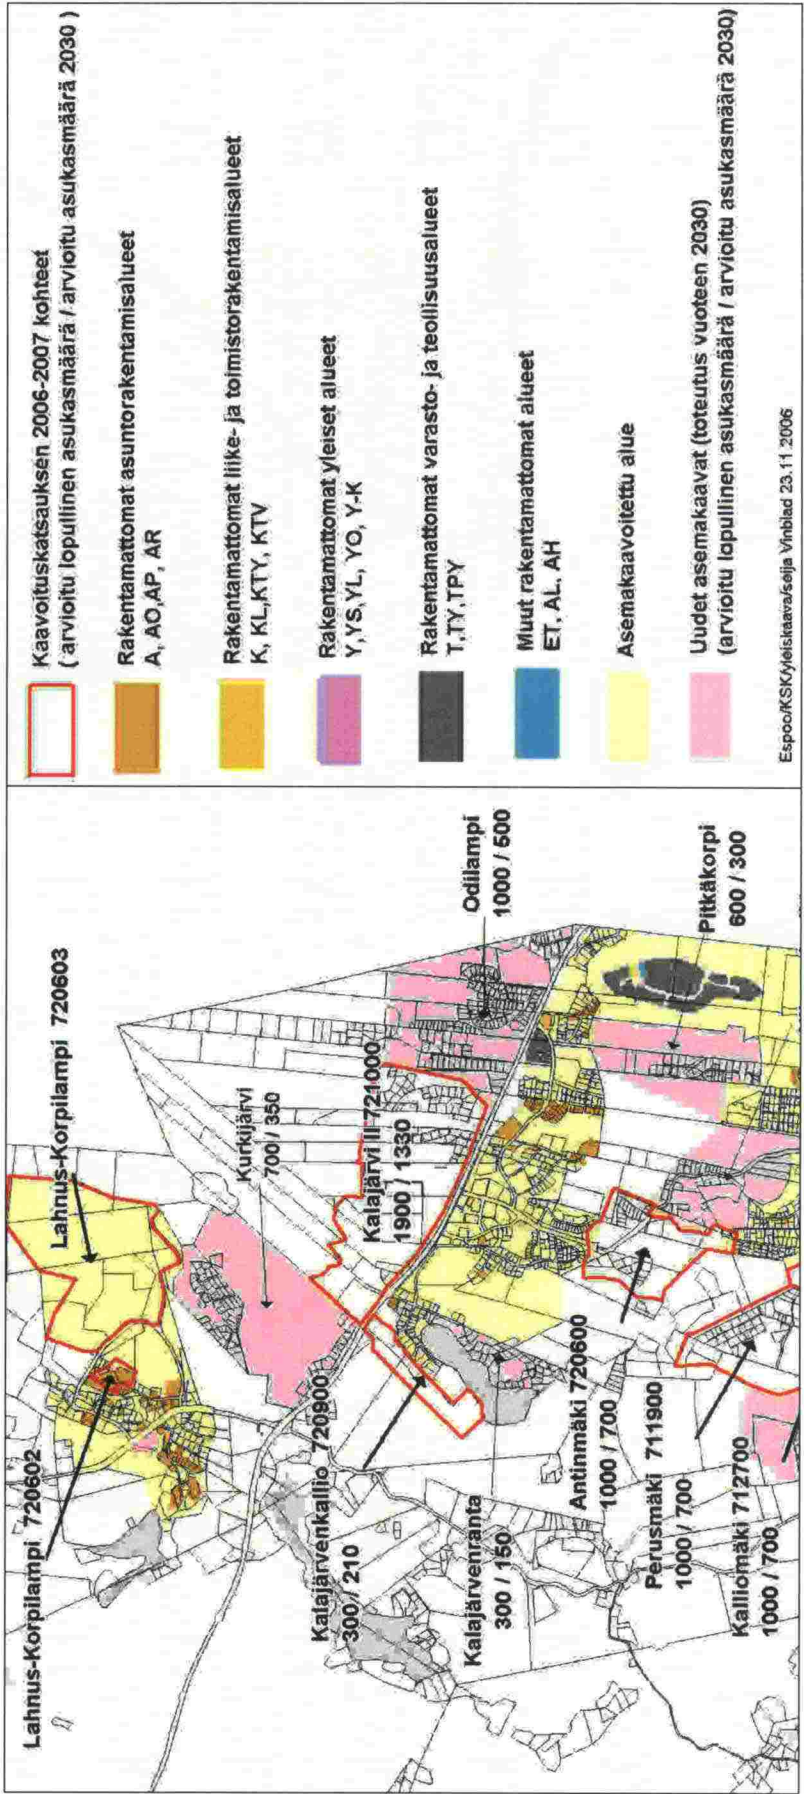 Lahnus-Korpilampi 720602
Lahnus-Korpilampi 720603
Kurkijärvi
700 / 350
Kalajärvi II 721000
1900 / 1330
Odilampi
1000 / 500
Kalajärvenkallio 720900
300 / 210
Kalajärvenranta
300 / 150
Antinmäki 720600
1000 / 700
Perusmäki 711900
1000 / 700
Kalliomäki 712700
1000 / 700
Pitkäkorpi
600 / 300
Kaavoituskatsauksen 2006-2007 kohteet
( arvioitu lopullinen asukasmäärä / arvioitu asukasmäärä 2030 )
Rakentamattomat asuntorakentamisalueet
A, AO,AP, AR
Rakentamattomat liike- ja toimistorakentamisalueet
K, KL,KTY, KTV
Rakentamattomat yleiset alueet
Y,YS,YL, YO, Y-K
Rakentamattomat varasto- ja teollisuusalueet
T,TY,TPY
Muut rakentamattomat alueet
ET, AL, AH
Asemakaavoitettu alue
Uudet asemakaavat (toteutus vuoteen 2030)
(arvioitu lopullinen asukasmäärä / arvioitu asukasmäärä 2030)
Espoo/KSK/yleiskaava/seija Vinblad 23.11.2006